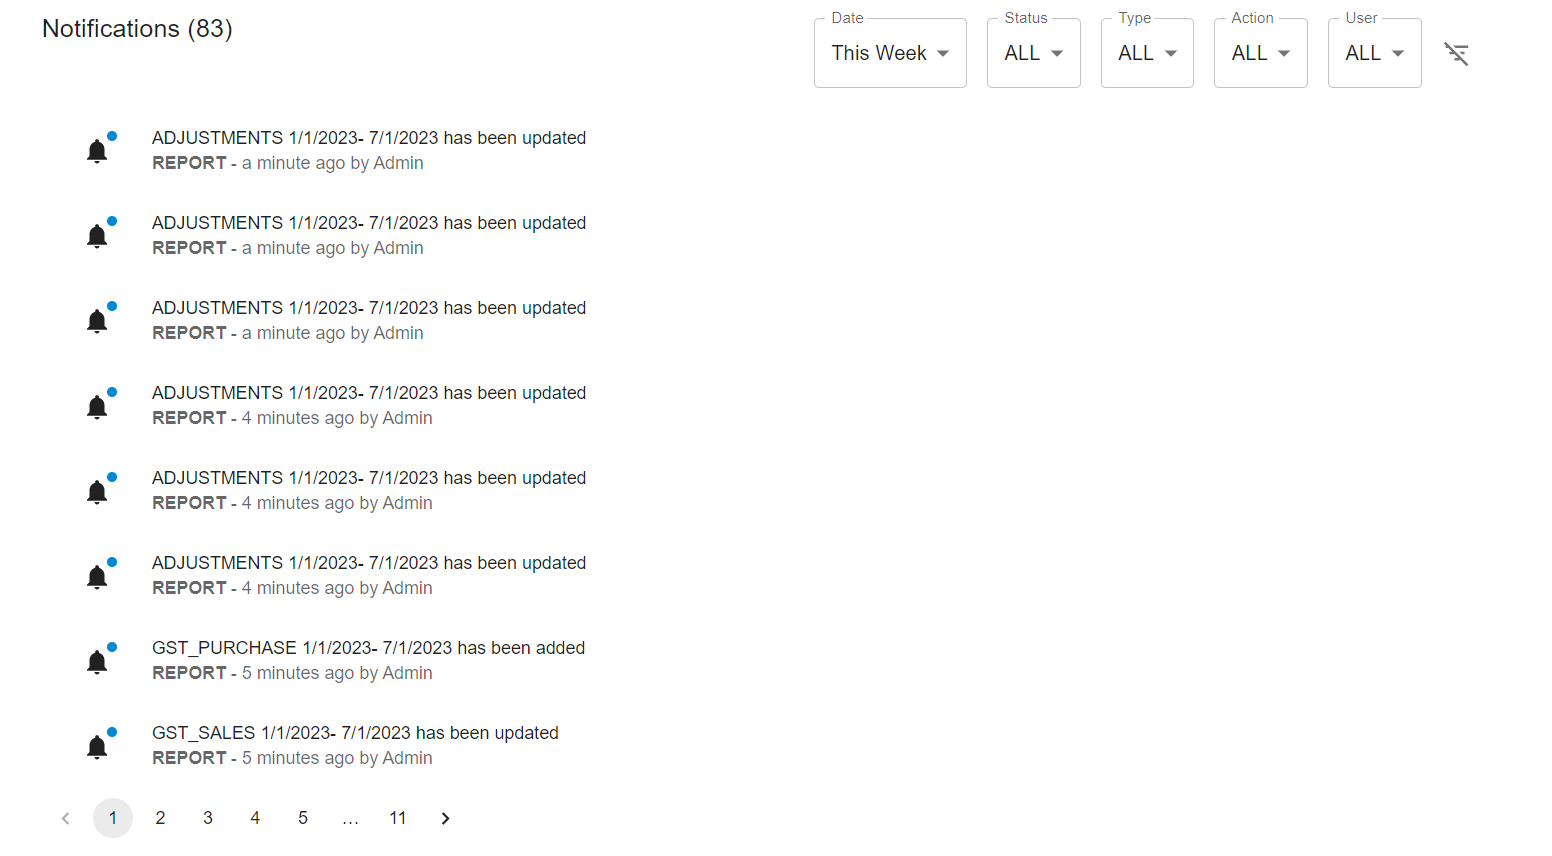 Notifications (83)
Date
This Week
Status
ALL
Type
ALL
Action
ALL
User
ALL
ADJUSTMENTS 1/1/2023- 7/1/2023 has been updated
REPORT - a minute ago by Admin
ADJUSTMENTS 1/1/2023- 7/1/2023 has been updated
REPORT - a minute ago by Admin
ADJUSTMENTS 1/1/2023- 7/1/2023 has been updated
REPORT - a minute ago by Admin
ADJUSTMENTS 1/1/2023- 7/1/2023 has been updated
REPORT - 4 minutes ago by Admin
ADJUSTMENTS 1/1/2023- 7/1/2023 has been updated
REPORT - 4 minutes ago by Admin
ADJUSTMENTS 1/1/2023- 7/1/2023 has been updated
REPORT - 4 minutes ago by Admin
GST_PURCHASE 1/1/2023- 7/1/2023 has been added
REPORT - 5 minutes ago by Admin
GST_SALES 1/1/2023- 7/1/2023 has been updated
REPORT - 5 minutes ago by Admin
1 2 3 4 5 ... 11